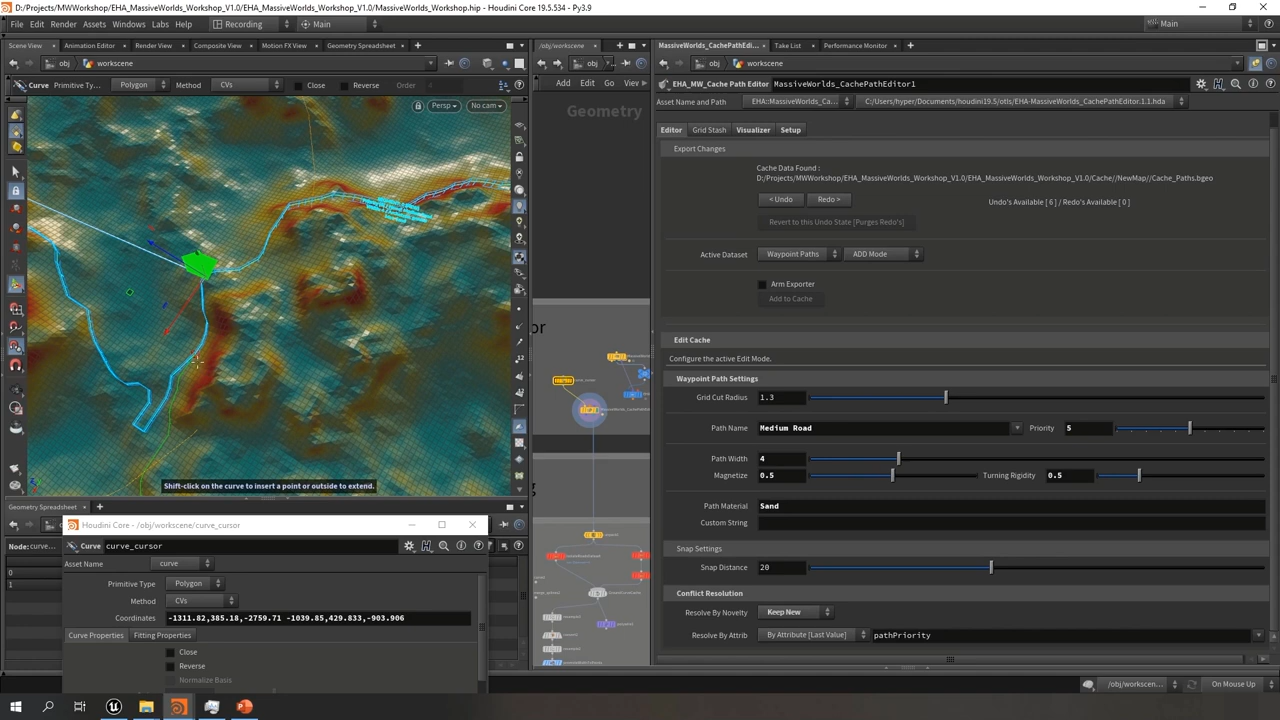 D:/Projects/MWWorkshop/EHA_MassiveWorlds_Workshop_V1.0/EHA_MassiveWorlds_Workshop_V1.0/MassiveWorlds_Workshop.hip - Houdini Core 19.5.534 - Py3.9
File Edit Render Assets Windows Labs Help Recording Main Main
Scene View Animation Editor Render View Composite View Motion FX View Geometry Spreadsheet
obj workscene
Curve Primitive Ty... Polygon Method CVs Close Reverse Order 4
Persp No cam
Shift-click on the curve to insert a point or outside to extend.
/obj/workscene
obj
Add Edit Go View
Geometry
or
MassiveWorlds_CachePathEdi... Take List Performance Monitor
obj workscene
EHA_MW_Cache Path Editor MassiveWorlds_CachePathEditor1
Asset Name and Path EHA::MassiveWorlds_Ca... C:/Users/hyper/Documents/houdini19.5/otls/EHA-MassiveWorlds_CachePathEditor.1.1.hda
Editor Grid Stash Visualizer Setup
Export Changes
Cache Data Found :
D:/Projects/MWWorkshop/EHA_MassiveWorlds_Workshop_V1.0/EHA_MassiveWorlds_Workshop_V1.0/Cache//NewMap//Cache_Paths.bgeo
< Undo Redo > Undo's Available [ 6 ] / Redo's Available [ 0 ]
Revert to this Undo State [Purges Redo's]
Active Dataset Waypoint Paths ADD Mode
Arm Exporter
Add to Cache
Edit Cache
Configure the active Edit Mode.
Waypoint Path Settings
Grid Cut Radius 1.3
Path Name Medium Road Priority 5
Path Width 4
Magnetize 0.5 Turning Rigidity 0.5
Path Material Sand
Custom String
Snap Settings
Snap Distance 20
Conflict Resolution
Resolve By Novelty Keep New
Resolve By Attrib By Attribute [Last Value] pathPriority
Geometry Spreadsheet
Node: curve...
0
1
Houdini Core - /obj/workscene/curve_cursor
Curve curve_cursor
Asset Name curve
Primitive Type Polygon
Method CVs
Coordinates -1311.82,385.18,-2759.71 -1039.85,429.833,-903.906
Curve Properties Fitting Properties
Close
Reverse
Normalize Basis
/obj/workscen... On Mouse Up